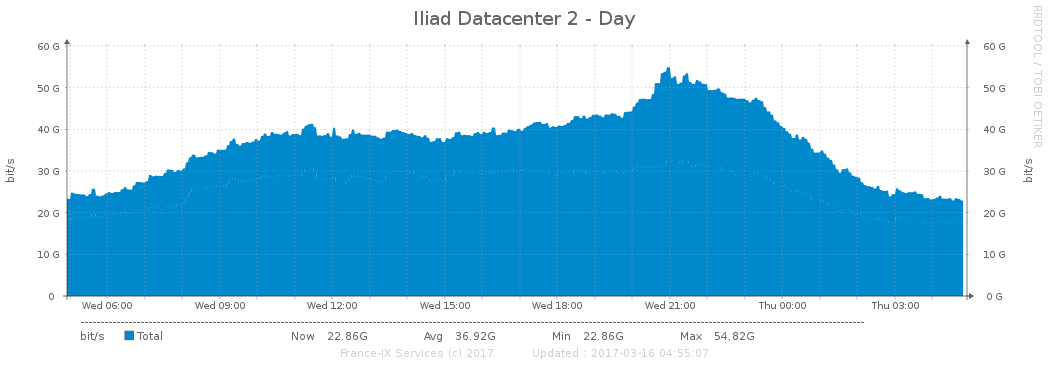 Iliad Datacenter 2 - Day
RRDTOOL / TOBI OETIKER
bit/s
60 G
50 G
40 G
30 G
20 G
10 G
0
60 G
50 G
40 G
30 G
20 G
10 G
0 G
bit/s
Wed 06:00 Wed 09:00 Wed 12:00 Wed 15:00 Wed 18:00 Wed 21:00 Thu 00:00 Thu 03:00
bit/s Total Now 22.86G Avg 36.92G Min 22.86G Max 54.82G
France-IX Services (c) 2017 Updated : 2017-03-16 04:55:07